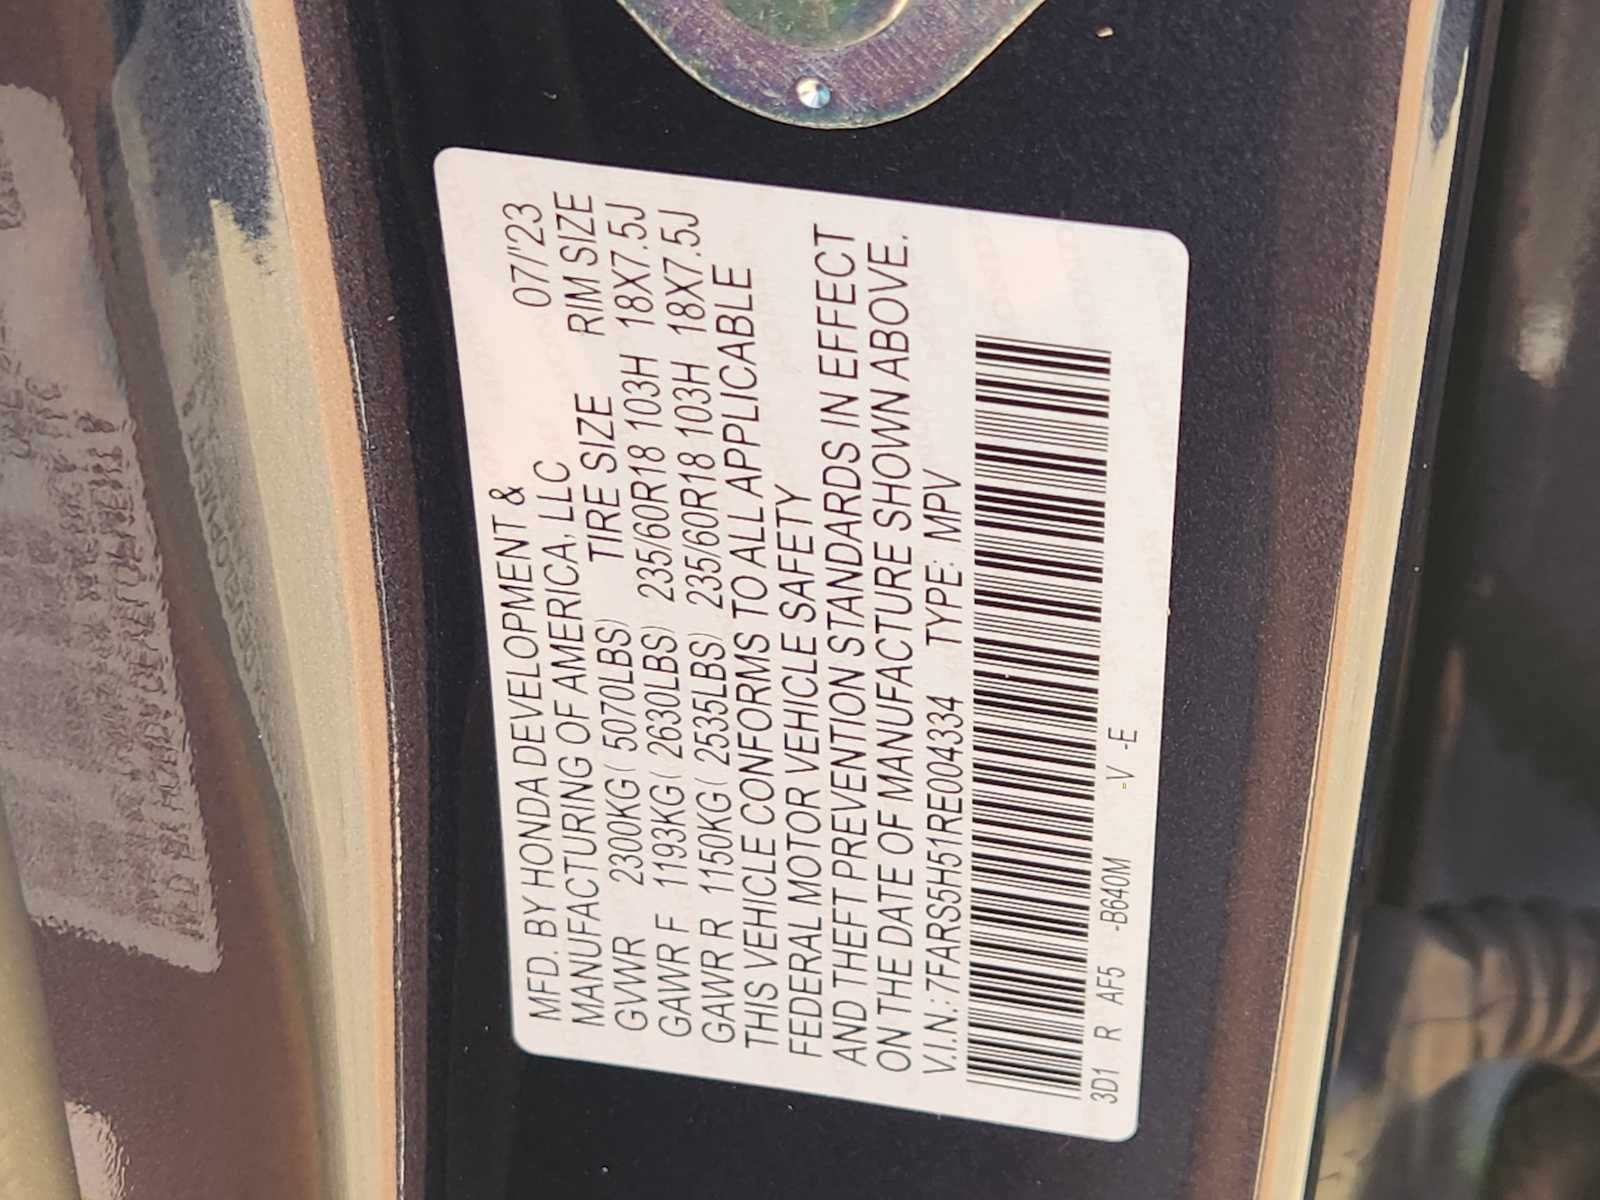 MFD. BY HONDA DEVELOPMENT & 07/'23
MANUFACTURING OF AMERICA, LLC
TIRE SIZE RIM SIZE
GVWR 2300KG( 5070LBS)
GAWR F 1193KG( 2630LBS) 235/60R18 103H 18X7.5J
GAWR R 1150KG( 2535LBS) 235/60R18 103H 18X7.5J
THIS VEHICLE CONFORMS TO ALL APPLICABLE
FEDERAL MOTOR VEHICLE SAFETY
AND THEFT PREVENTION STANDARDS IN EFFECT
ON THE DATE OF MANUFACTURE SHOWN ABOVE.
V.I.N.: 7FARS5H51RE004334 TYPE: MPV
3D1 R AF5 -B640M -V -E